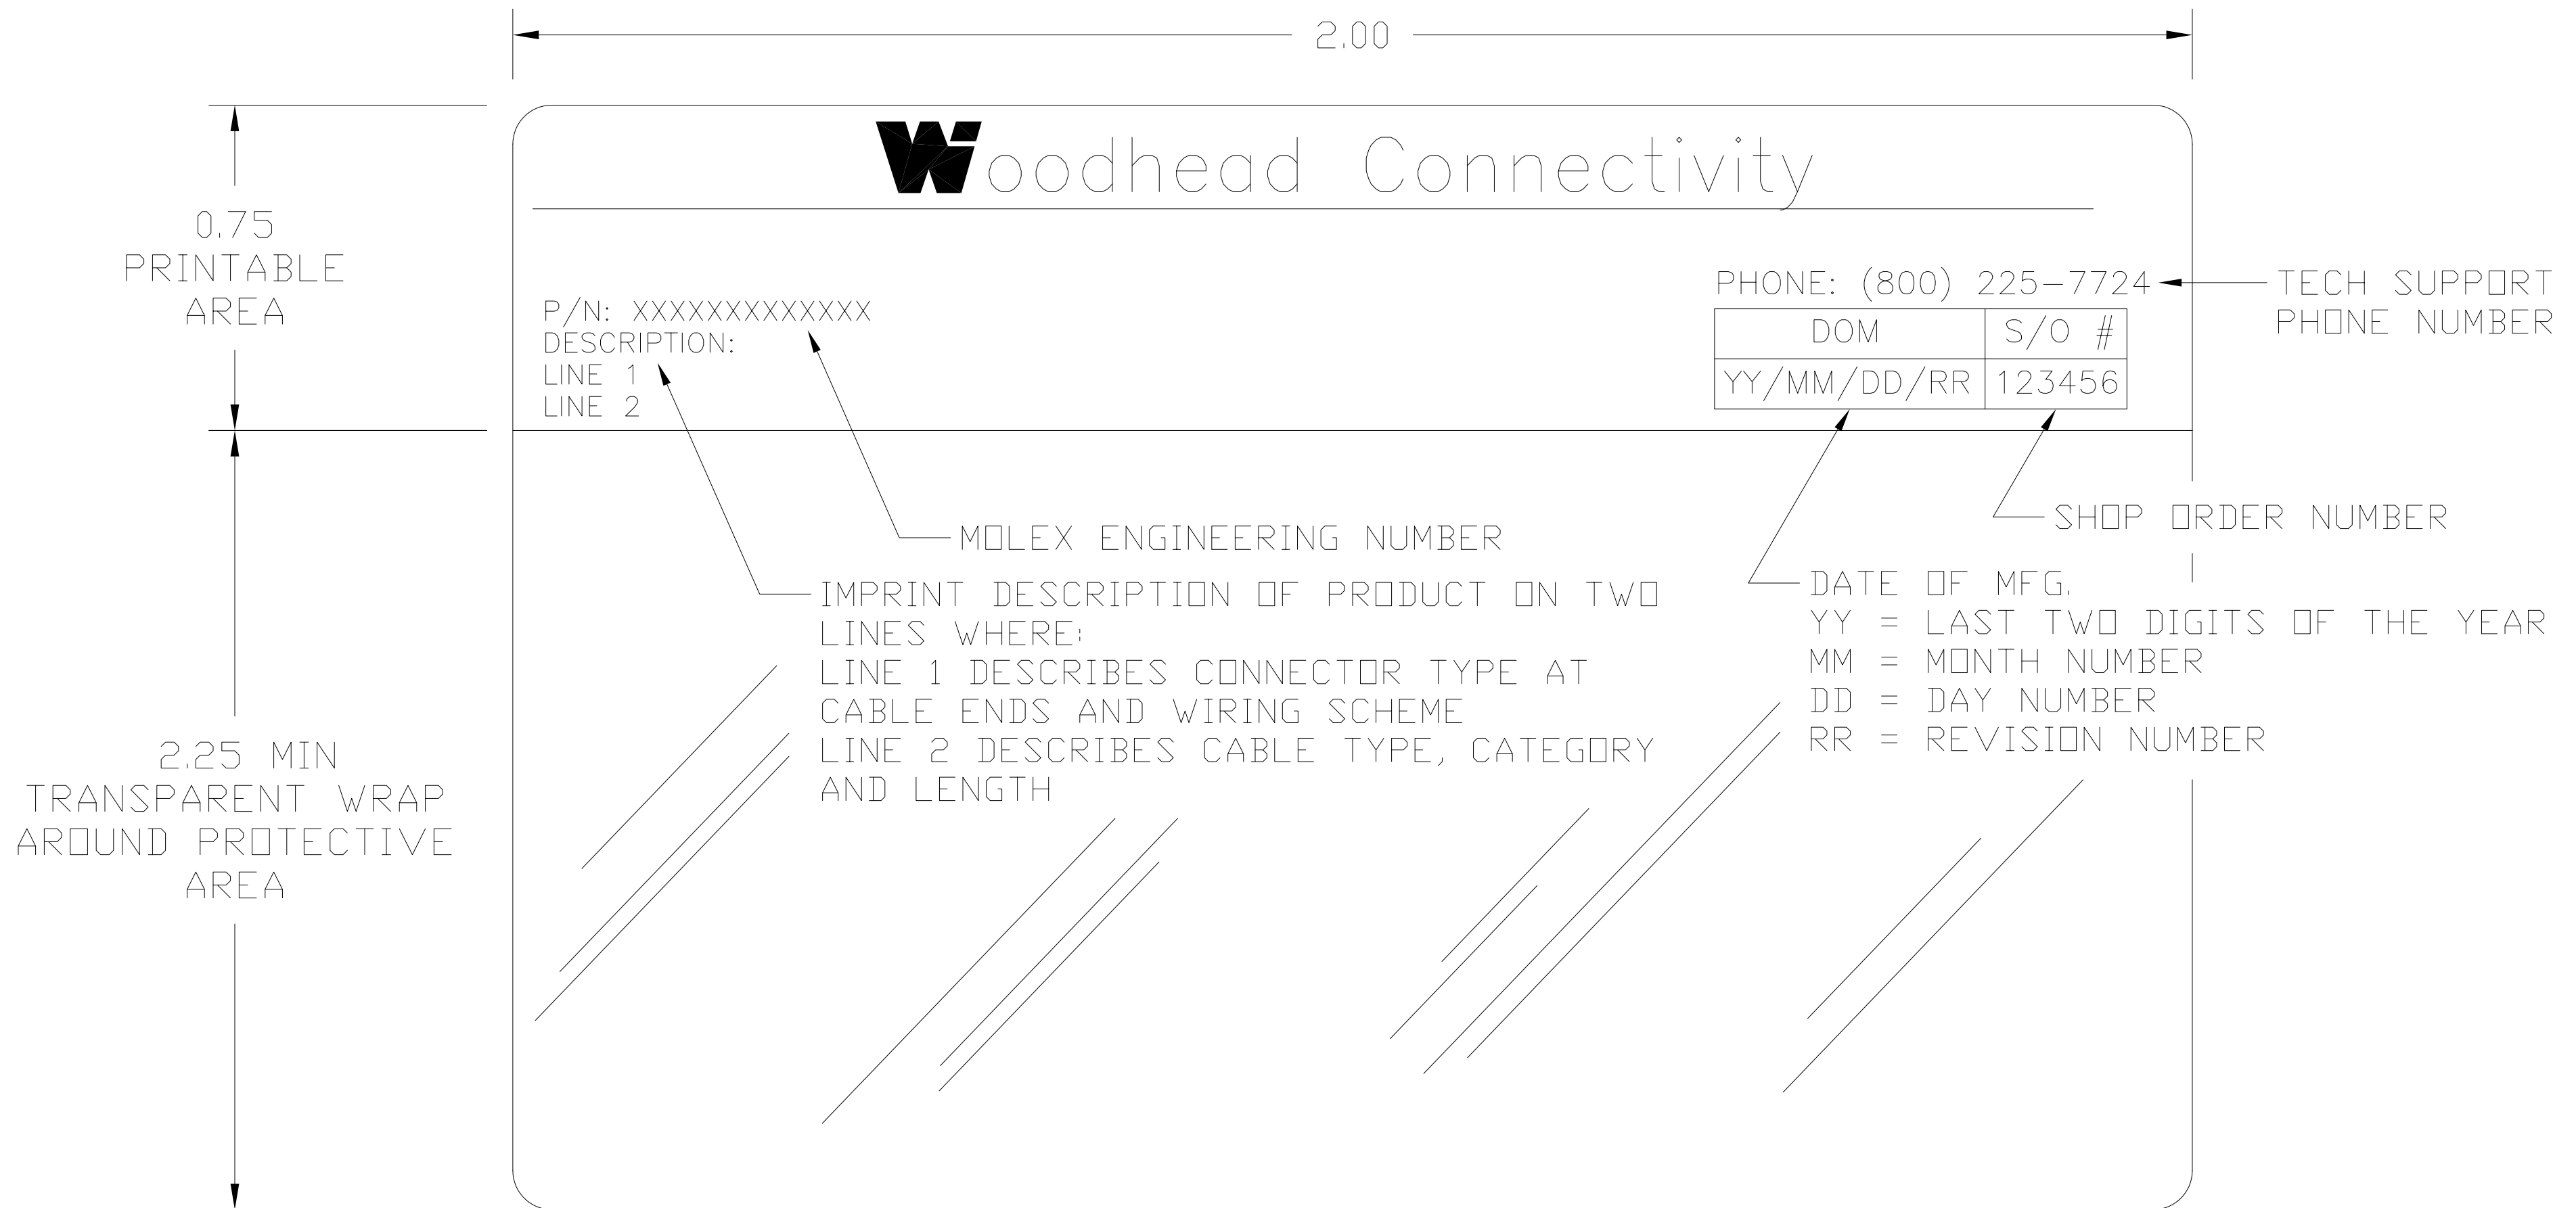 2.00
Woodhead Connectivity
0.75
PRINTABLE
AREA
PHONE: (800) 225-7724
TECH SUPPORT
PHONE NUMBER
P/N: XXXXXXXXXXXXX
DESCRIPTION:
LINE 1
LINE 2
DOM S/O #
YY/MM/DD/RR 123456
SHOP ORDER NUMBER
MOLEX ENGINEERING NUMBER
IMPRINT DESCRIPTION OF PRODUCT ON TWO
LINES WHERE:
LINE 1 DESCRIBES CONNECTOR TYPE AT
CABLE ENDS AND WIRING SCHEME
LINE 2 DESCRIBES CABLE TYPE, CATEGORY
AND LENGTH
DATE OF MFG.
YY = LAST TWO DIGITS OF THE YEAR
MM = MONTH NUMBER
DD = DAY NUMBER
RR = REVISION NUMBER
2.25 MIN
TRANSPARENT WRAP
AROUND PROTECTIVE
AREA